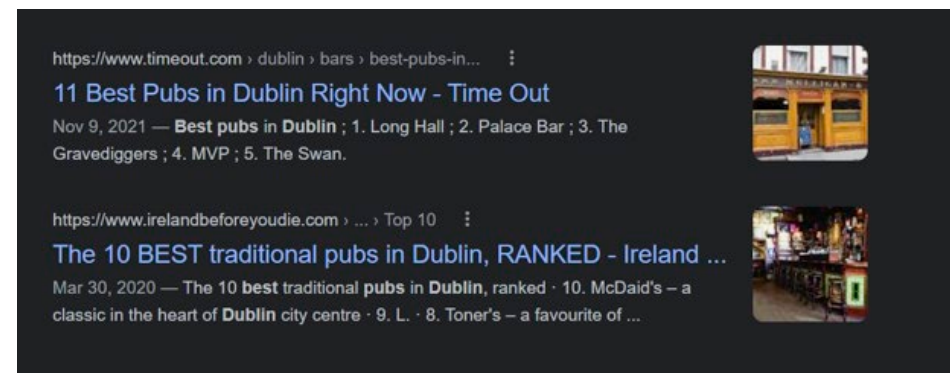 https://www.timeout.com › dublin › bars › best-pubs-in...
11 Best Pubs in Dublin Right Now - Time Out
Nov 9, 2021 — Best pubs in Dublin ; 1. Long Hall ; 2. Palace Bar ; 3. The
Gravediggers ; 4. MVP ; 5. The Swan.
https://www.irelandbeforeyoudie.com › ... › Top 10
The 10 BEST traditional pubs in Dublin, RANKED - Ireland ...
Mar 30, 2020 — The 10 best traditional pubs in Dublin, ranked · 10. McDaid's – a
classic in the heart of Dublin city centre · 9. L. · 8. Toner's – a favourite of ...